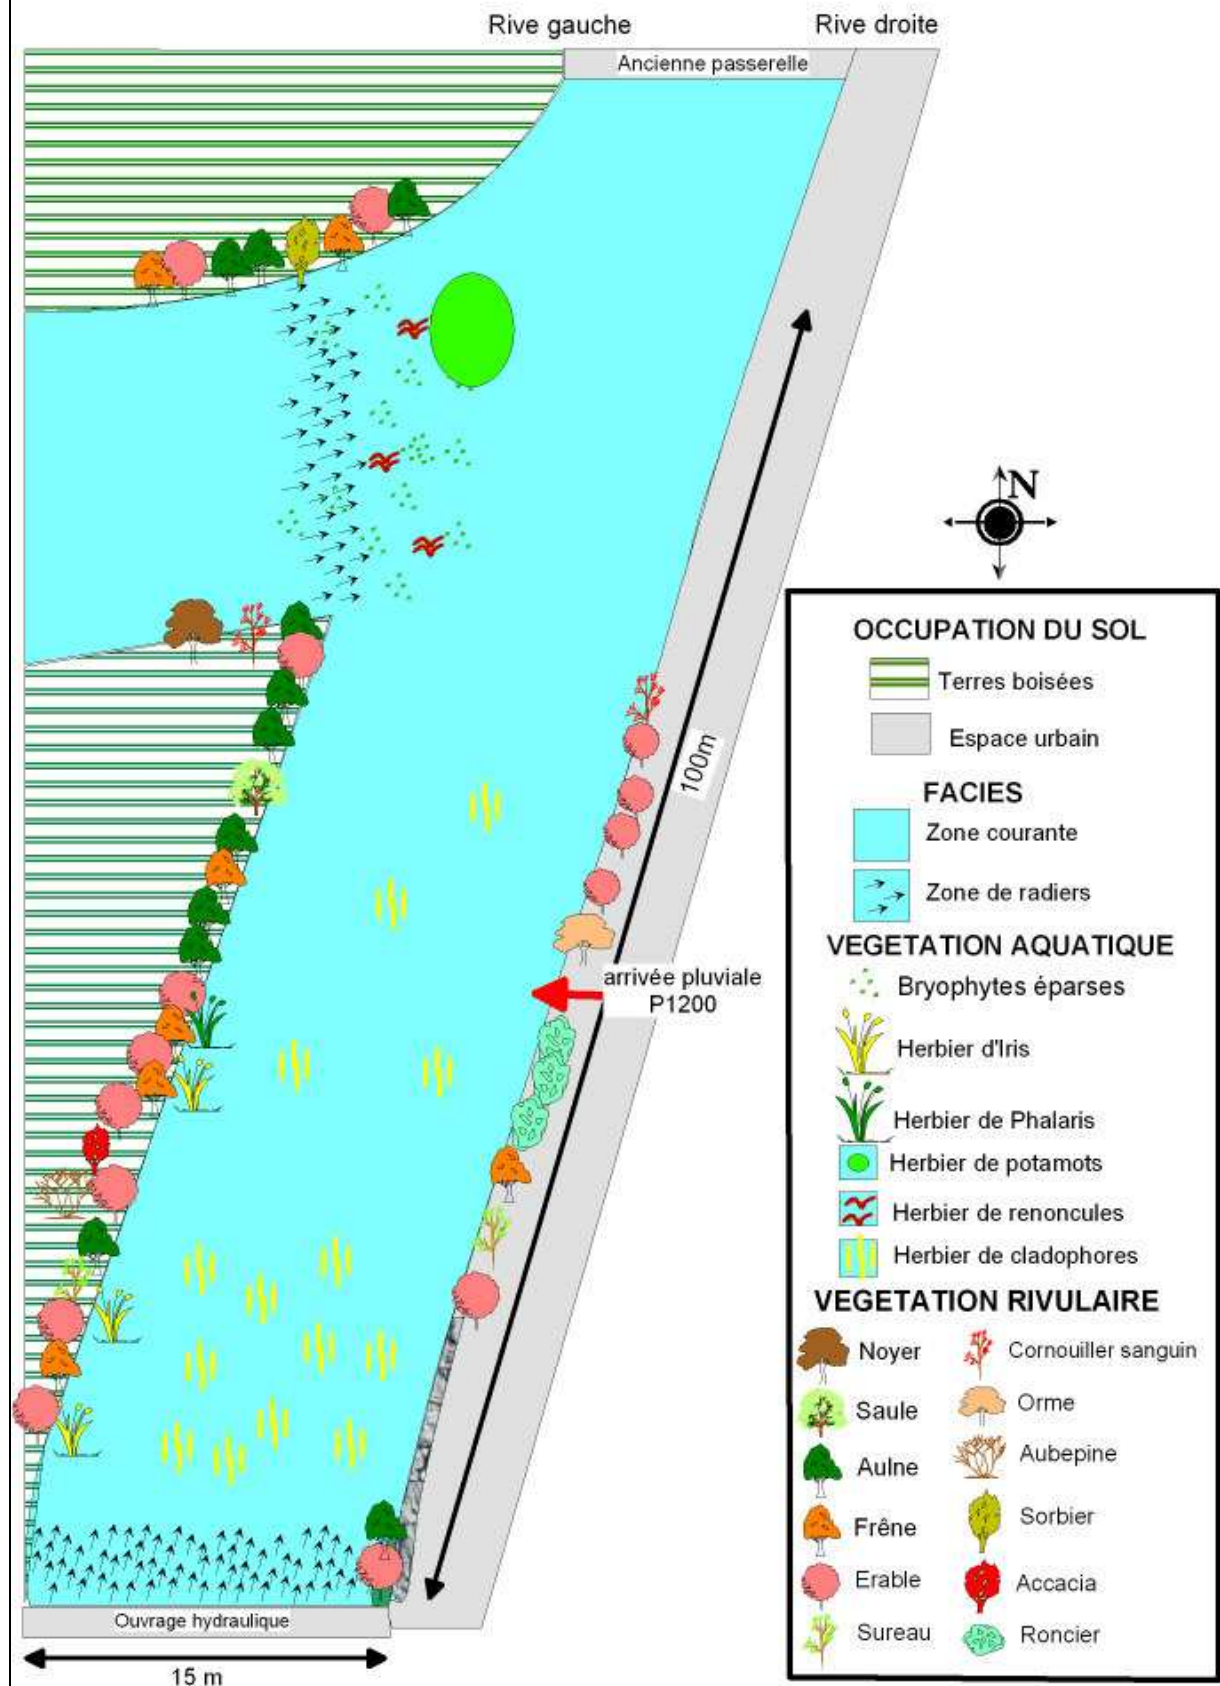 Rive gauche
Rive droite
Ancienne passerelle
N
100m
arrivée pluviale
P1200
Ouvrage hydraulique
15 m
OCCUPATION DU SOL
Terres boisées
Espace urbain
FACIES
Zone courante
Zone de radiers
VEGETATION AQUATIQUE
Bryophytes éparses
Herbier d'Iris
Herbier de Phalaris
Herbier de potamots
Herbier de renoncules
Herbier de cladophores
VEGETATION RIVULAIRE
Noyer
Cornouiller sanguin
Saule
Orme
Aulne
Aubepine
Frêne
Sorbier
Erable
Accacia
Sureau
Roncier